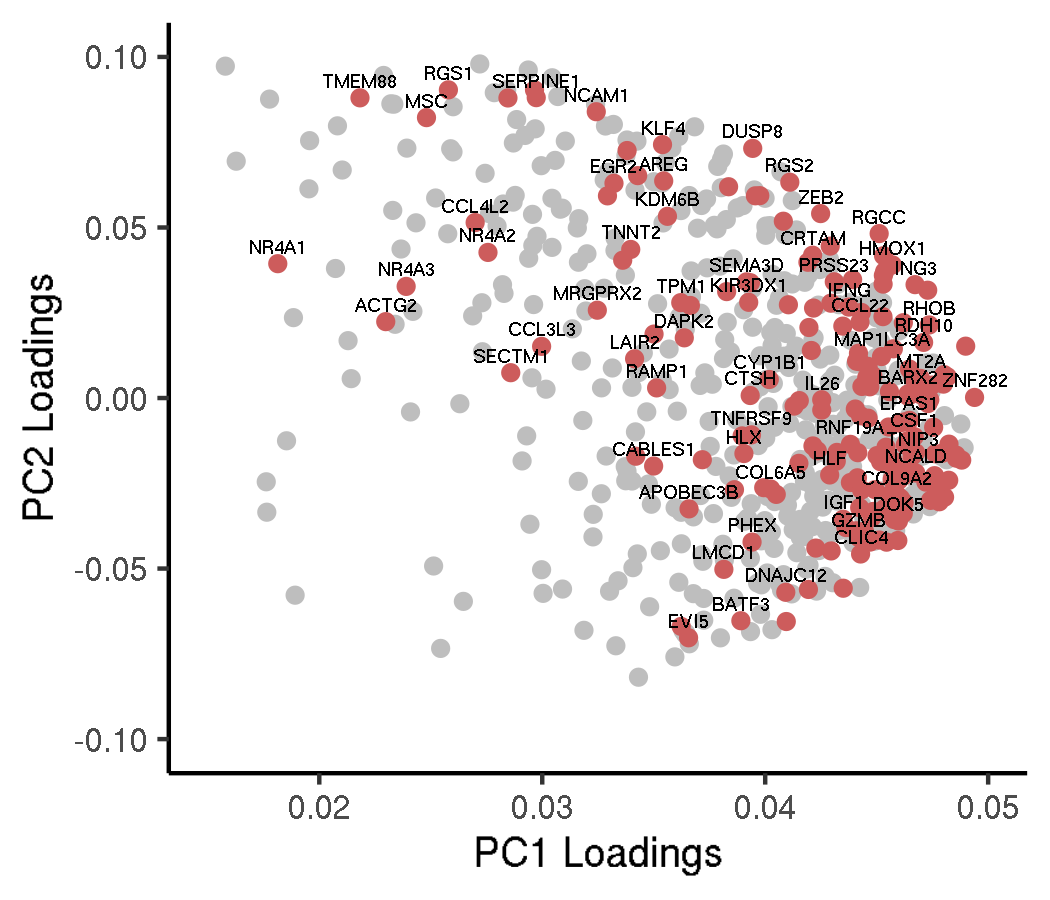 0.10
0.05
0.00
-0.05
-0.10
PC2 Loadings
TMEM88
RGS1
MSC
SERPINE1
NCAM1
KLF4
DUSP8
EGR2
AREG
RGS2
KDM6B
ZEB2
CCL4L2
NR4A2
TNNT2
RGCC
NR4A1
CRTAM
HMOX1
NR4A3
SEMA3D
PRSS23
ING3
MRGPRX2
TPM1
KIR3DX1
IFNG
ACTG2
CCL22
RHOB
CCL3L3
DAPK2
RDH10
LAIR2
MAP1LC3A
SECTM1
RAMP1
CYP1B1
MT2A
CTSH
IL26
BARX2
ZNF282
EPAS1
TNFRSF9
CSF1
HLX
RNF19A
TNIP3
CABLES1
HLF
NCALD
COL6A5
COL9A2
APOBEC3B
IGF1
DOK5
PHEX
GZMB
CLIC4
LMCD1
DNAJC12
BATF3
EVI5
0.02
0.03
0.04
0.05
PC1 Loadings